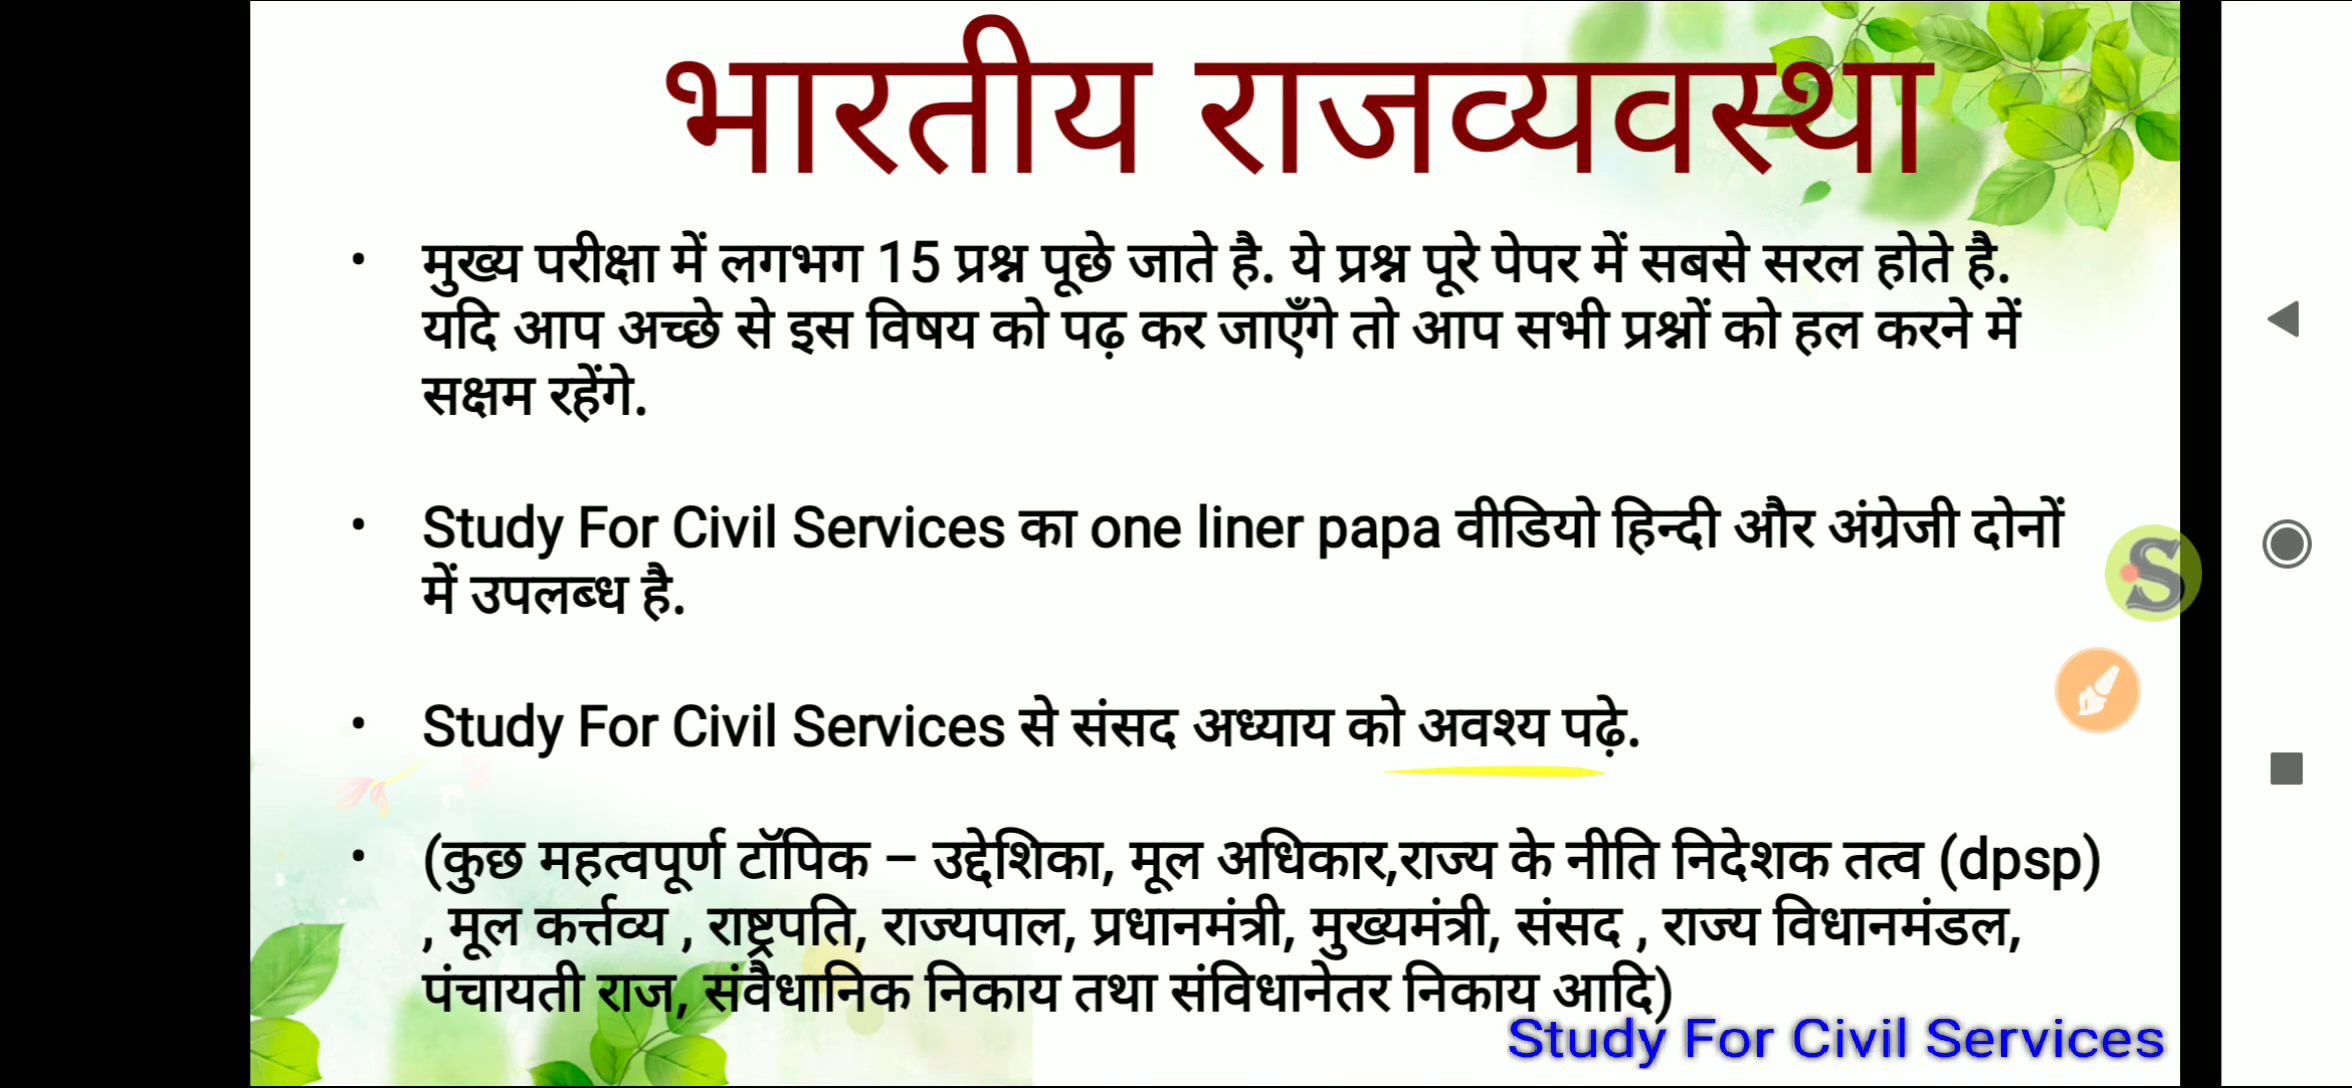 भारतीय राजव्यवस्था
• मुख्य परीक्षा में लगभग 15 प्रश्न पूछे जाते है. ये प्रश्न पूरे पेपर में सबसे सरल होते है.
यदि आप अच्छे से इस विषय को पढ़ कर जाएँगे तो आप सभी प्रश्नों को हल करने में
सक्षम रहेंगे.
• Study For Civil Services का one liner papa वीडियो हिन्दी और अंग्रेजी दोनों
में उपलब्ध है.
• Study For Civil Services से संसद अध्याय को अवश्य पढ़े.
• (कुछ महत्वपूर्ण टॉपिक – उद्देशिका, मूल अधिकार,राज्य के नीति निदेशक तत्व (dpsp)
, मूल कर्त्तव्य , राष्ट्रपति, राज्यपाल, प्रधानमंत्री, मुख्यमंत्री, संसद , राज्य विधानमंडल,
पंचायती राज, संवैधानिक निकाय तथा संविधानेतर निकाय आदि)
Study For Civil Services
S